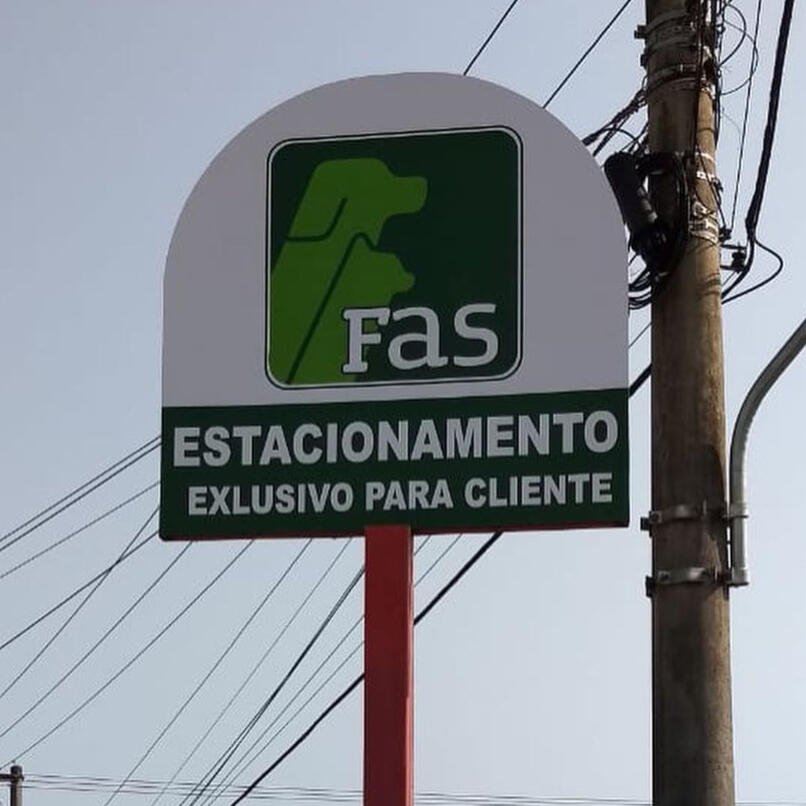 Fas
ESTACIONAMENTO
EXLUSIVO PARA CLIENTE